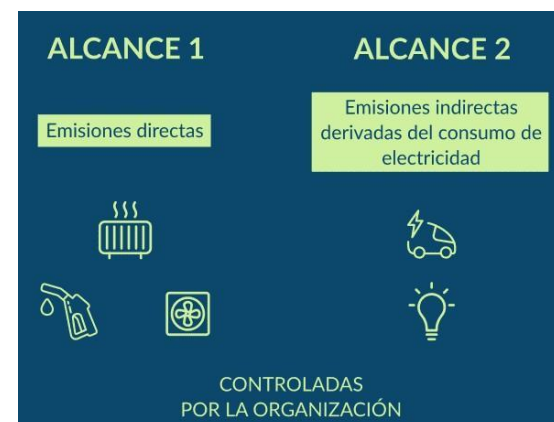 ALCANCE 1
Emisiones directas
ALCANCE 2
Emisiones indirectas
derivadas del consumo de
electricidad
CONTROLADAS
POR LA ORGANIZACIÓN